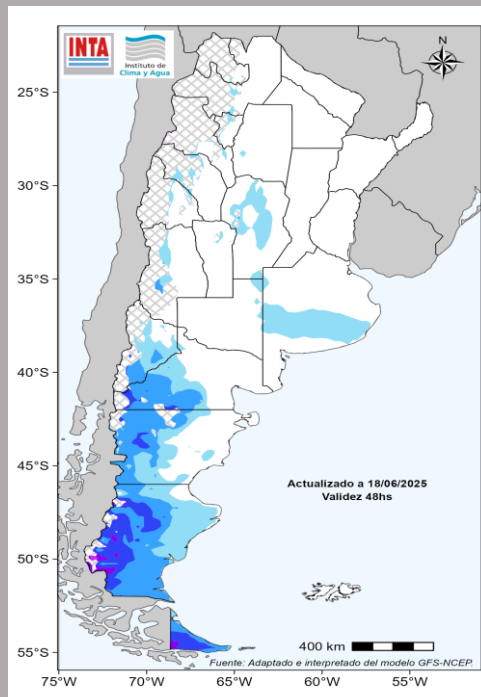 INTA
Instituto de
Clima y Agua
N
25°S
30°S
35°S
40°S
45°S
50°S
55°S
Actualizado a 18/06/2025
Validez 48hs
400 km
Fuente: Adaptado e interpretado del modelo GFS-NCEP.
75°W
70°W
65°W
60°W
55°W